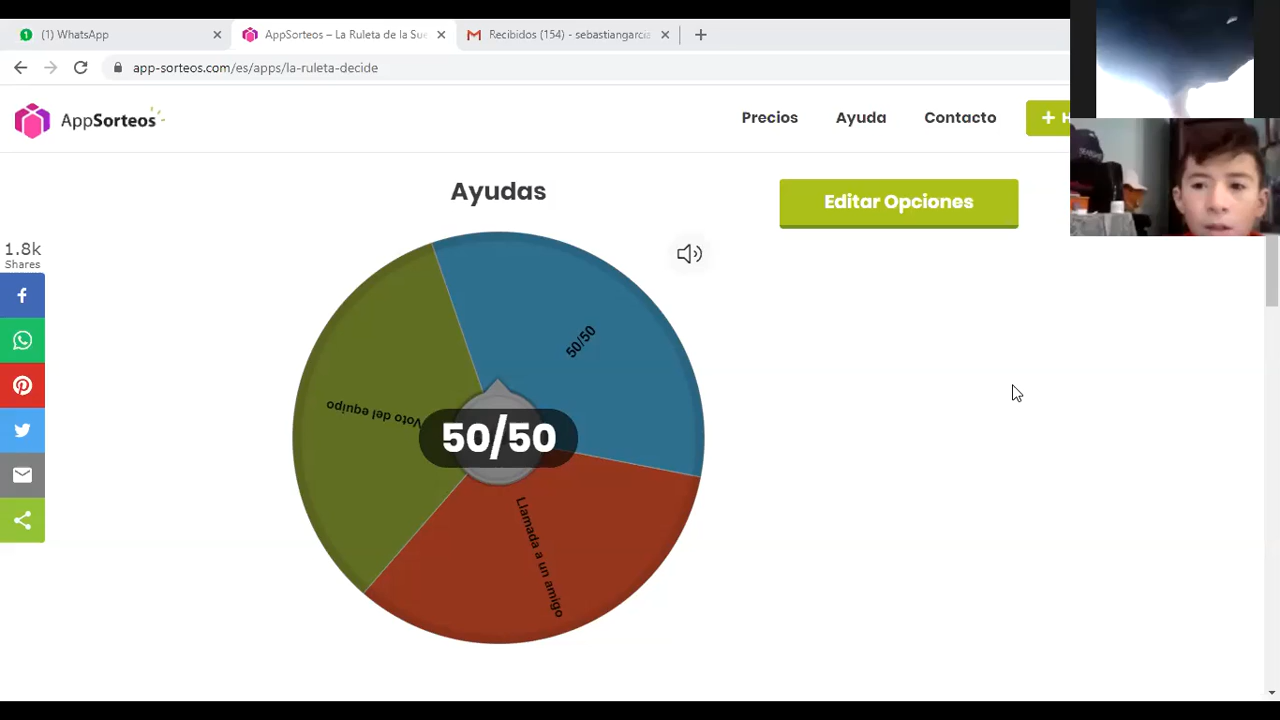 (1) WhatsApp
AppSorteos – La Ruleta de la Sue
Recibidos (154) - sebastiangarcia
app-sorteos.com/es/apps/la-ruleta-decide
AppSorteos
Precios
Ayuda
Contacto
+ H
Ayudas
Editar Opciones
1.8k
Shares
50/50
Voto del equipo
50/50
Llamada a un amigo